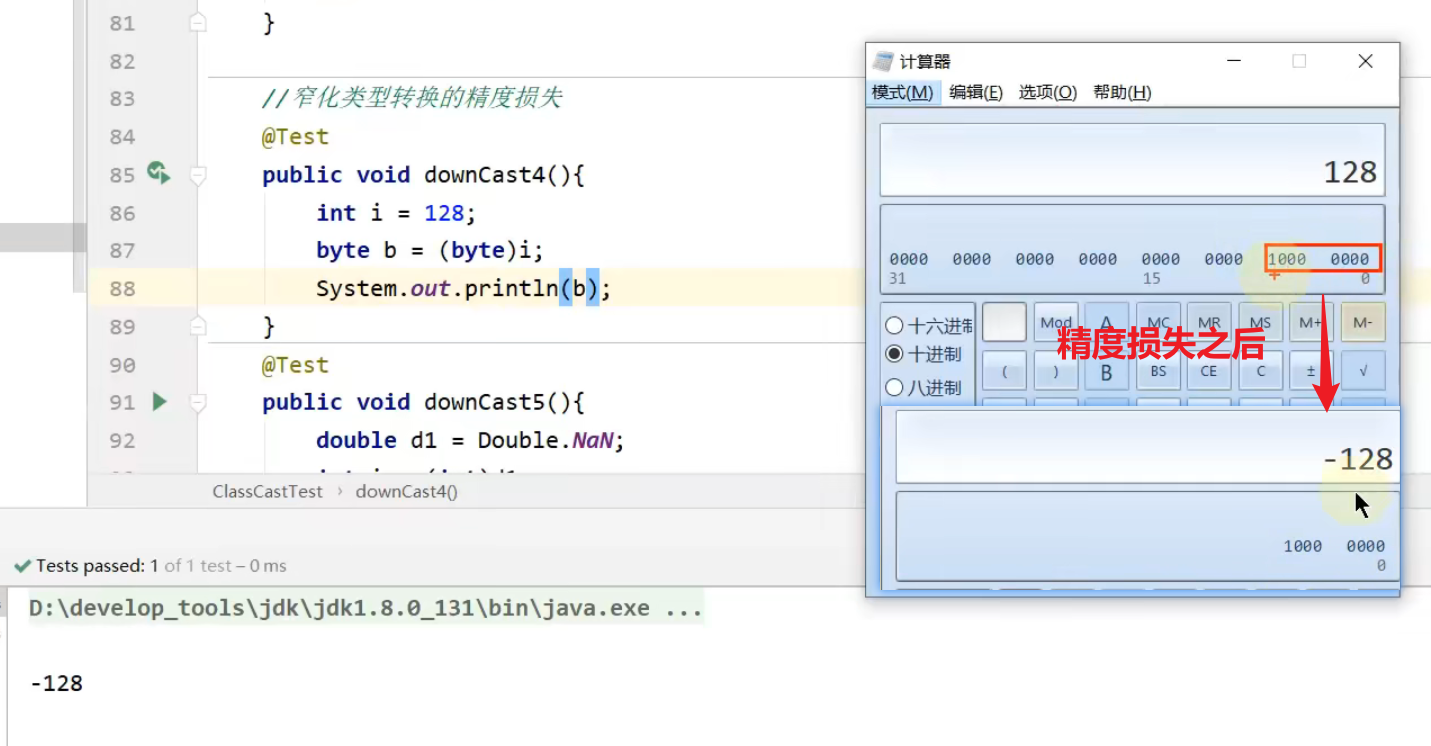 81 }
82
83 //窄化类型转换的精度损失
84 @Test
85 public void downCast4(){
86 int i = 128;
87 byte b = (byte)i;
88 System.out.println(b);
89 }
90 @Test
91 public void downCast5(){
92 double d1 = Double.NaN;
ClassCastTest › downCast4()
Tests passed: 1 of 1 test – 0 ms
D:\develop_tools\jdk\jdk1.8.0_131\bin\java.exe ...
-128
计算器
模式(M) 编辑(E) 选项(O) 帮助(H)
128
0000 0000 0000 0000 0000 0000 1000 0000
31 15 0
十六进制
十进制
八进制
Mod A MC MR MS M+ M-
( ) B BS CE C ± √
精度损失之后
-128
1000 0000
0